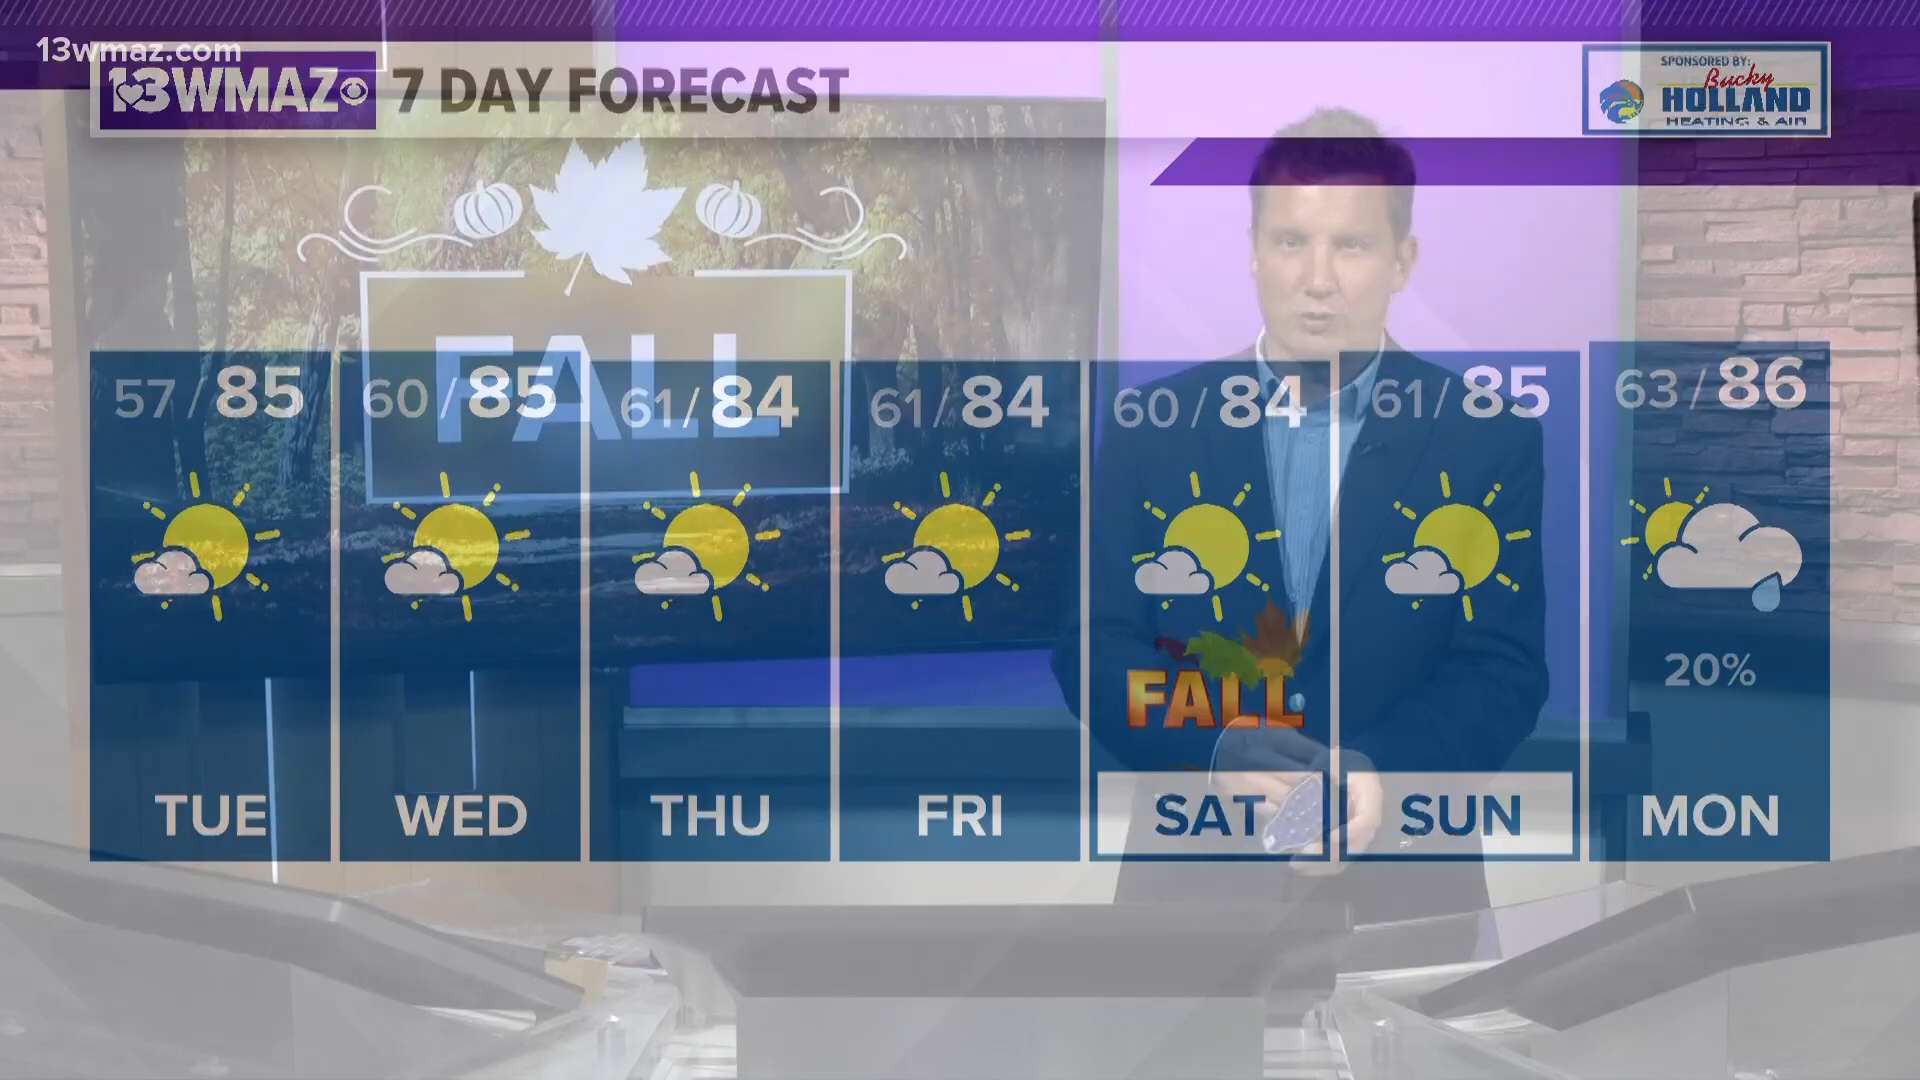 13wmaz.com
13WMAZ 7 DAY FORECAST
SPONSORED BY:
Bucky
HOLLAND
HEATING & AIR
FALL
57/85 60/85 61/84 61/84 60/84 61/85 63/86
20%
FALL
TUE WED THU FRI SAT SUN MON